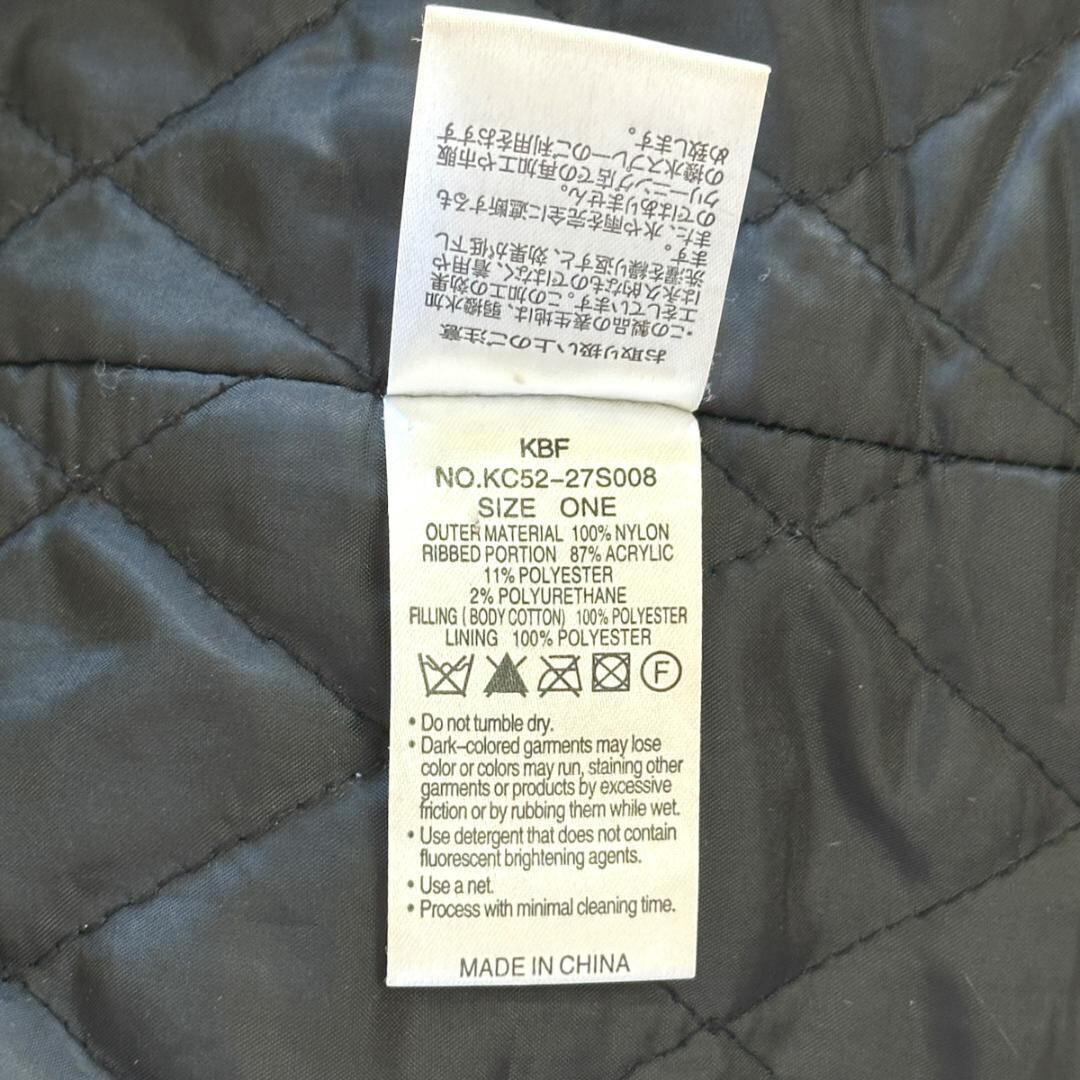 お取り扱い上のご注意
•この製品の表生地は、弱撥水加
工をしています。この加工の効果
は永久的なものではなく、着用や
洗濯を繰り返すと、効果が低下し
ます。
また、水や雨を完全に遮断するも
のではありません。
クリーニング店での再加工や市販
の撥水スプレーのご利用をおすす
め致します。
KBF
NO.KC52-27S008
SIZE ONE
OUTER MATERIAL 100% NYLON
RIBBED PORTION 87% ACRYLIC
11% POLYESTER
2% POLYURETHANE
FILLING ( BODY COTTON) 100% POLYESTER
LINING 100% POLYESTER
F
• Do not tumble dry.
• Dark-colored garments may lose
color or colors may run, staining other
garments or products by excessive
friction or by rubbing them while wet.
• Use detergent that does not contain
fluorescent brightening agents.
• Use a net.
• Process with minimal cleaning time.
MADE IN CHINA